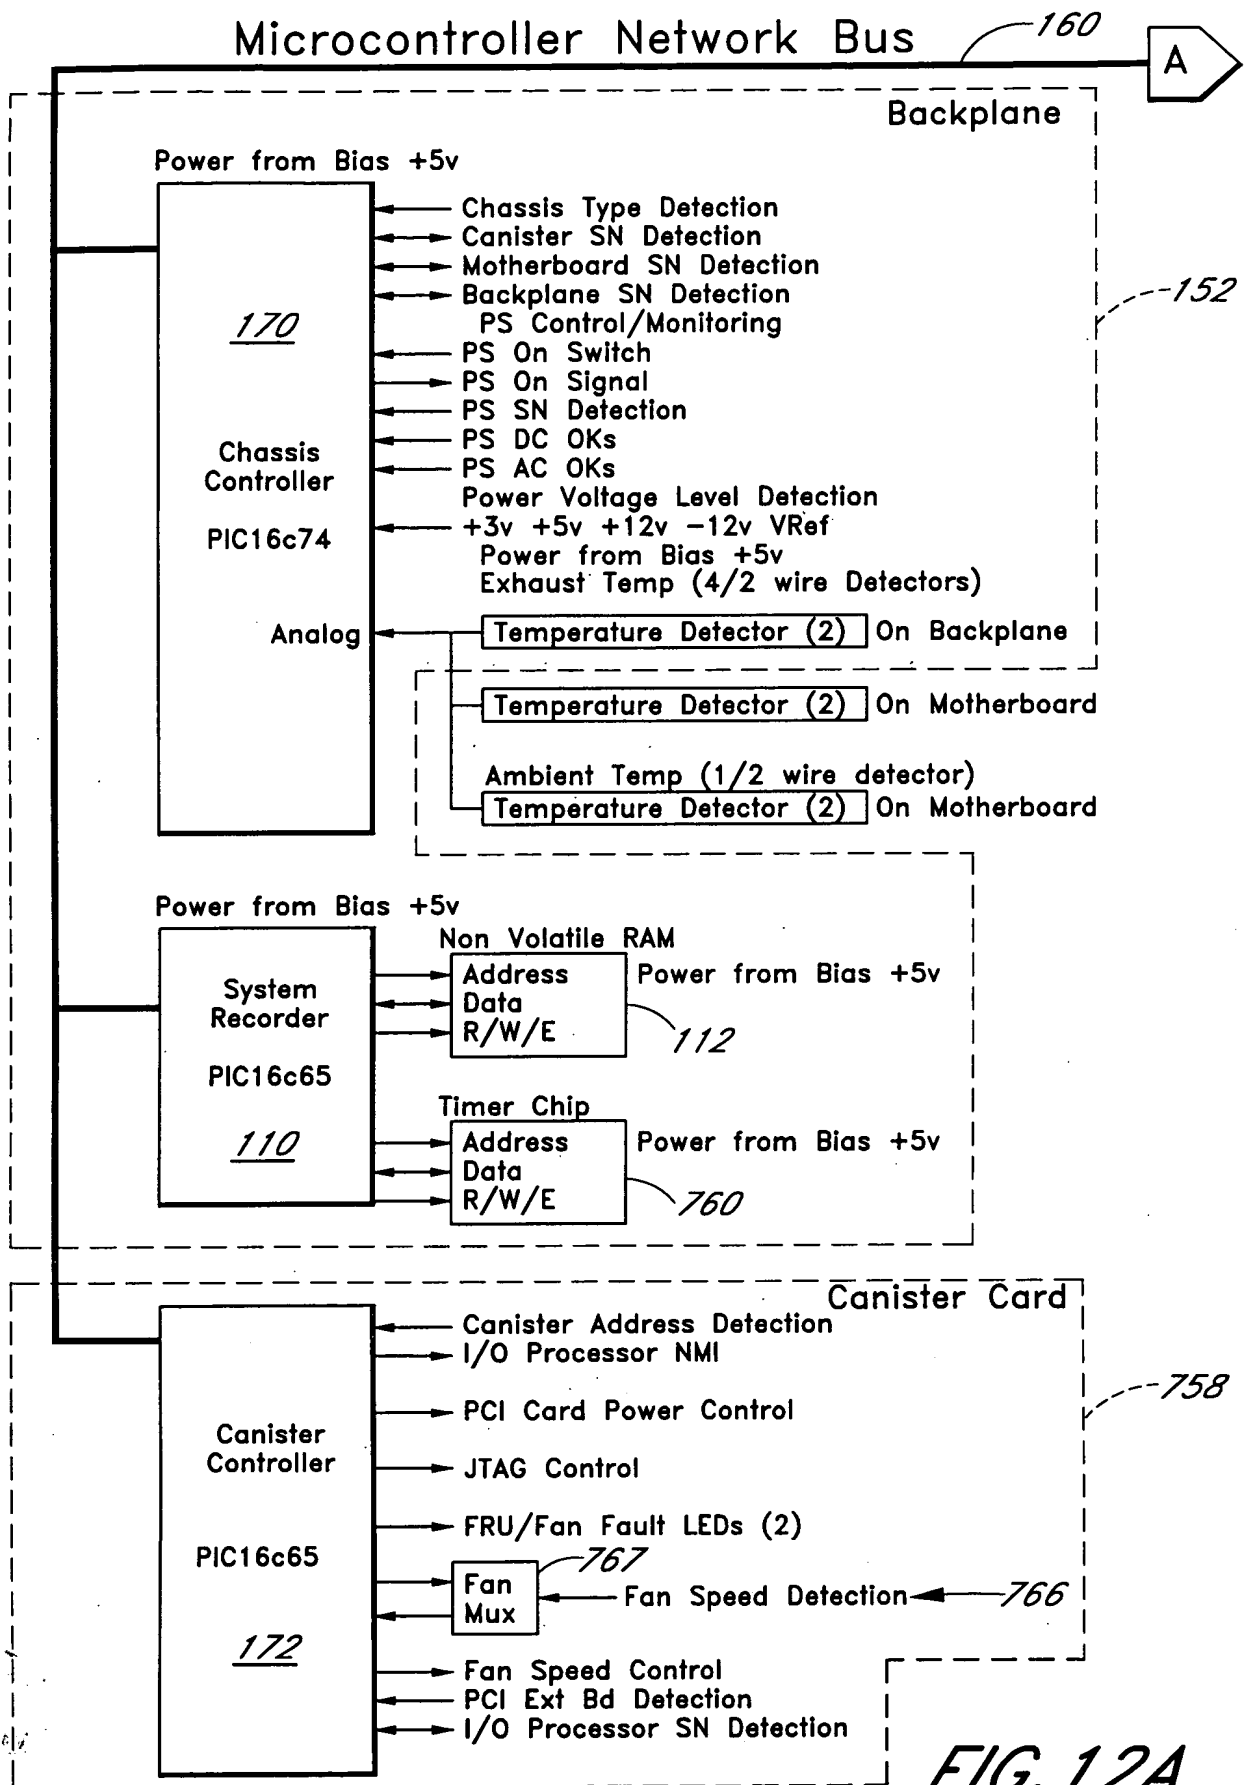 Microcontroller Network Bus
160
A
Backplane
Power from Bias +5v
Chassis Type Detection
Canister SN Detection
Motherboard SN Detection
Backplane SN Detection
152
170
PS Control/Monitoring
PS On Switch
PS On Signal
PS SN Detection
PS DC OKs
PS AC OKs
Chassis
Controller
PIC16c74
Power Voltage Level Detection
+3v +5v +12v -12v VRef
Power from Bias +5v
Exhaust Temp (4/2 wire Detectors)
Analog
Temperature Detector (2) On Backplane
Temperature Detector (2) On Motherboard
Ambient Temp (1/2 wire detector)
Temperature Detector (2) On Motherboard
Power from Bias +5v
Non Volatile RAM
System
Recorder
PIC16c65
110
Address
Data
R/W/E
Power from Bias +5v
112
Timer Chip
Address
Data
R/W/E
Power from Bias +5v
760
Canister Card
Canister Address Detection
I/O Processor NMI
758
PCI Card Power Control
Canister
Controller
JTAG Control
FRU/Fan Fault LEDs (2)
PIC16c65
767
Fan
Mux
Fan Speed Detection
766
172
Fan Speed Control
PCI Ext Bd Detection
I/O Processor SN Detection
FIG. 12A